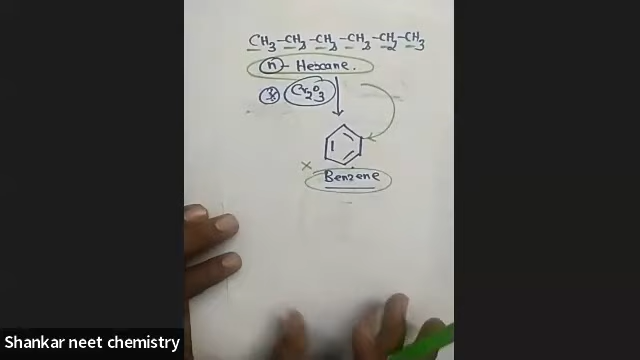 CH3-CH2-CH2-CH2-CH2-CH3
n- Hexane.
Cr2O3
Benzene
Shankar neet chemistry